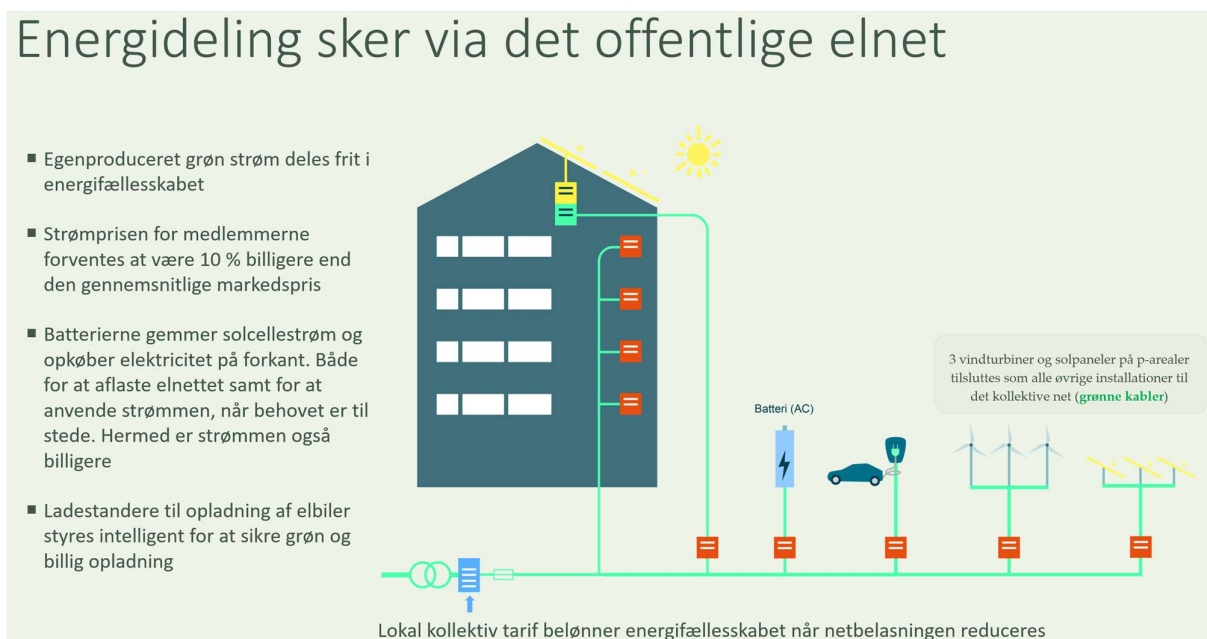 Energideling sker via det offentlige elnet
▪ Egenproduceret grøn strøm deles frit i
energifællesskabet
▪ Strømprisen for medlemmerne
forventes at være 10 % billigere end
den gennemsnitlige markedspris
▪ Batterierne gemmer solcellestrøm og
opkøber elektricitet på forkant. Både
for at aflaste elnettet samt for at
anvende strømmen, når behovet er til
stede. Hermed er strømmen også
billigere
▪ Ladestandere til opladning af elbiler
styres intelligent for at sikre grøn og
billig opladning
3 vindturbiner og solpaneler på p-arealer
tilsluttes som alle øvrige installationer til
det kollektive net (grønne kabler)
Batteri (AC)
Lokal kollektiv tarif belønner energifællesskabet når netbelasningen reduceres